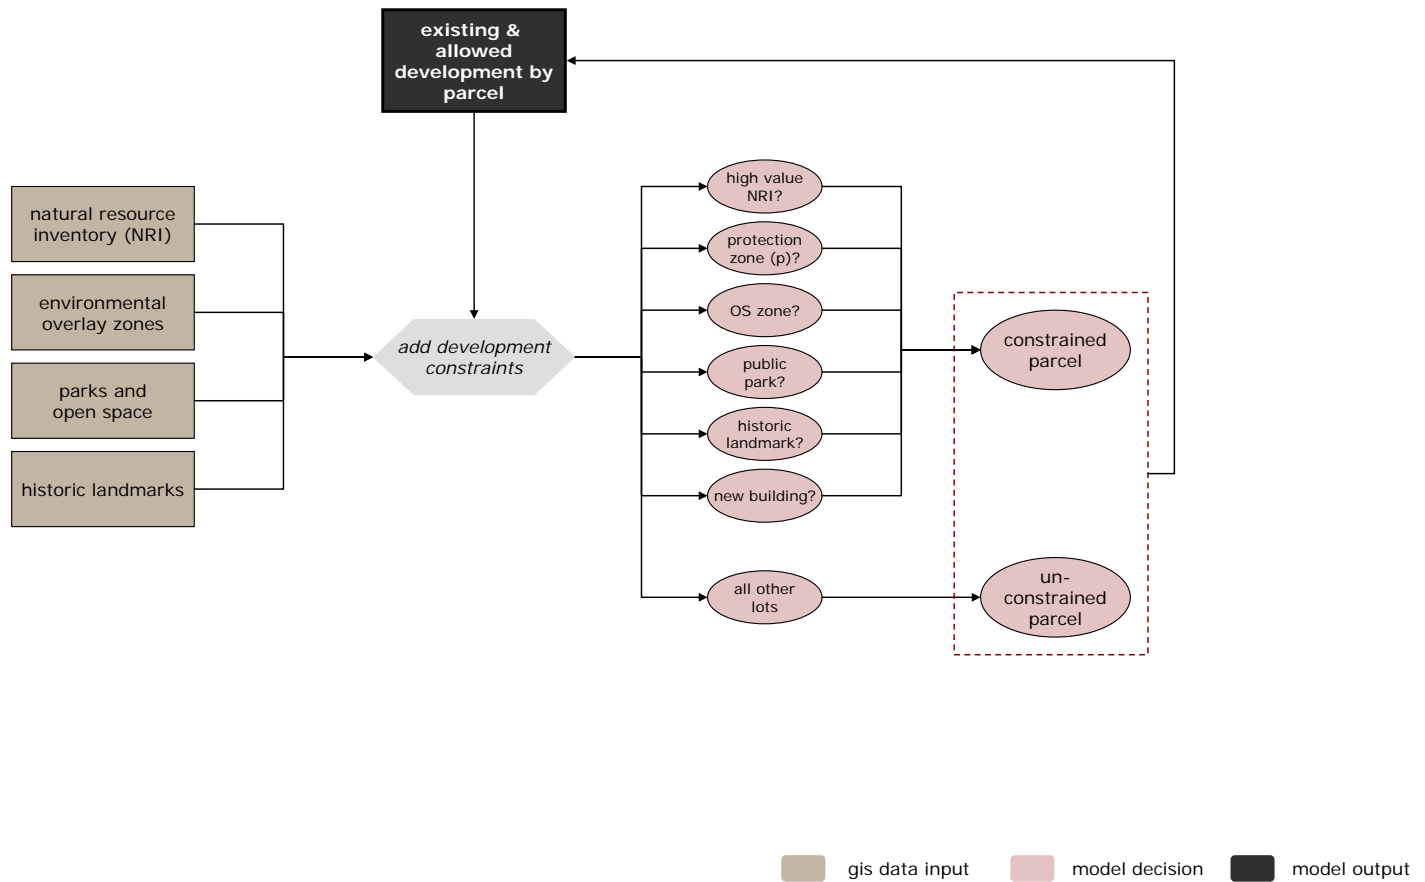 existing &
allowed
development by
parcel
natural resource
inventory (NRI)
environmental
overlay zones
parks and
open space
historic landmarks
add development
constraints
high value
NRI?
protection
zone (p)?
OS zone?
public
park?
historic
landmark?
new building?
all other
lots
constrained
parcel
un-
constrained
parcel
gis data input
model decision
model output